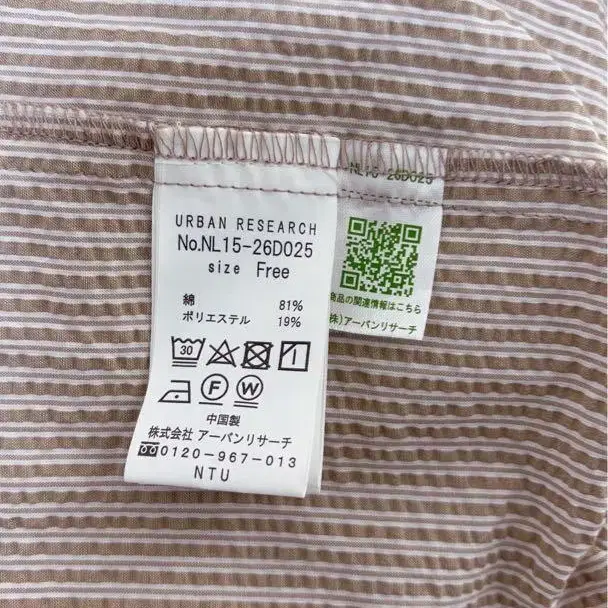 URBAN RESEARCH
No.NL15-26D025
size Free
綿 81%
ポリエステル 19%
30
中国製
株式会社 アーバンリサーチ
0120-967-013
NTU
NL15-26D025
商品の関連情報はこちら
(株)アーバンリサーチ